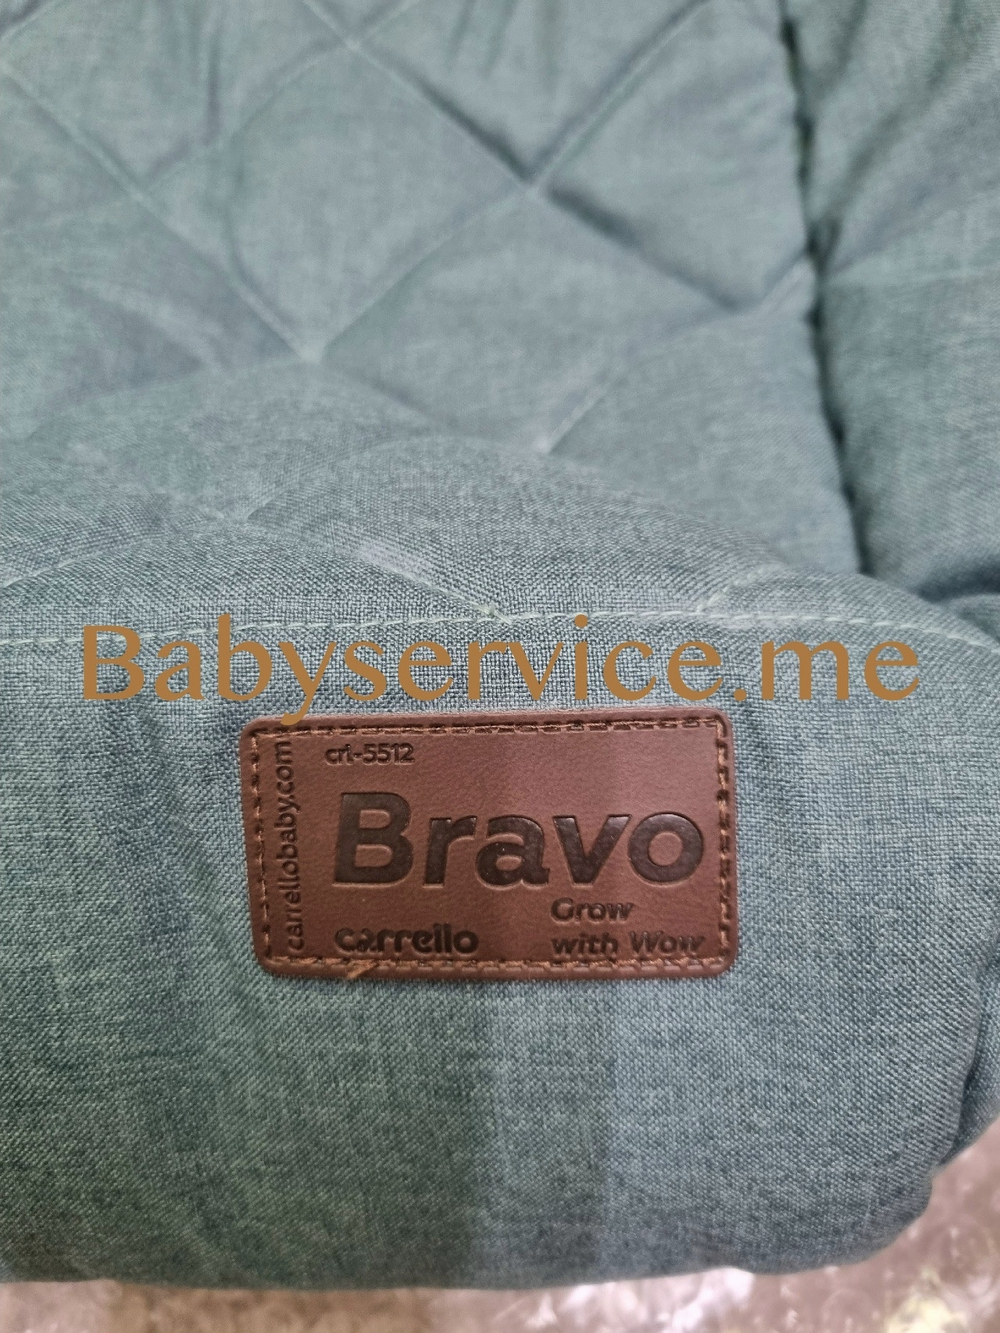 Babyservice.me
crl-5512
carrellobaby.com
Bravo
Grow
carrello
with Wow